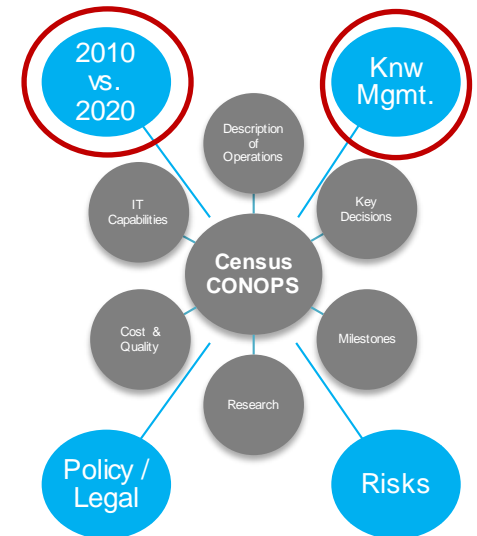 2010
vs.
2020
Knw
Mgmt.
Description
of
Operations
IT
Capabilities
Key
Decisions
Census
CONOPS
Cost &
Quality
Milestones
Research
Policy /
Legal
Risks